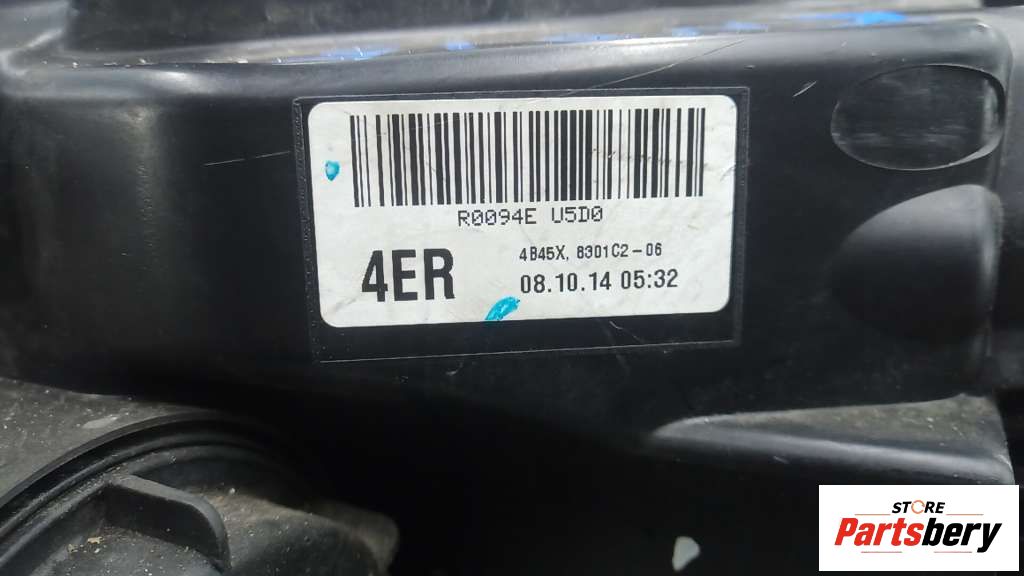 R0094E U5D0
4ER
4B45X, 8301C2-06
08.10.14 05:32
STORE
Partsbery